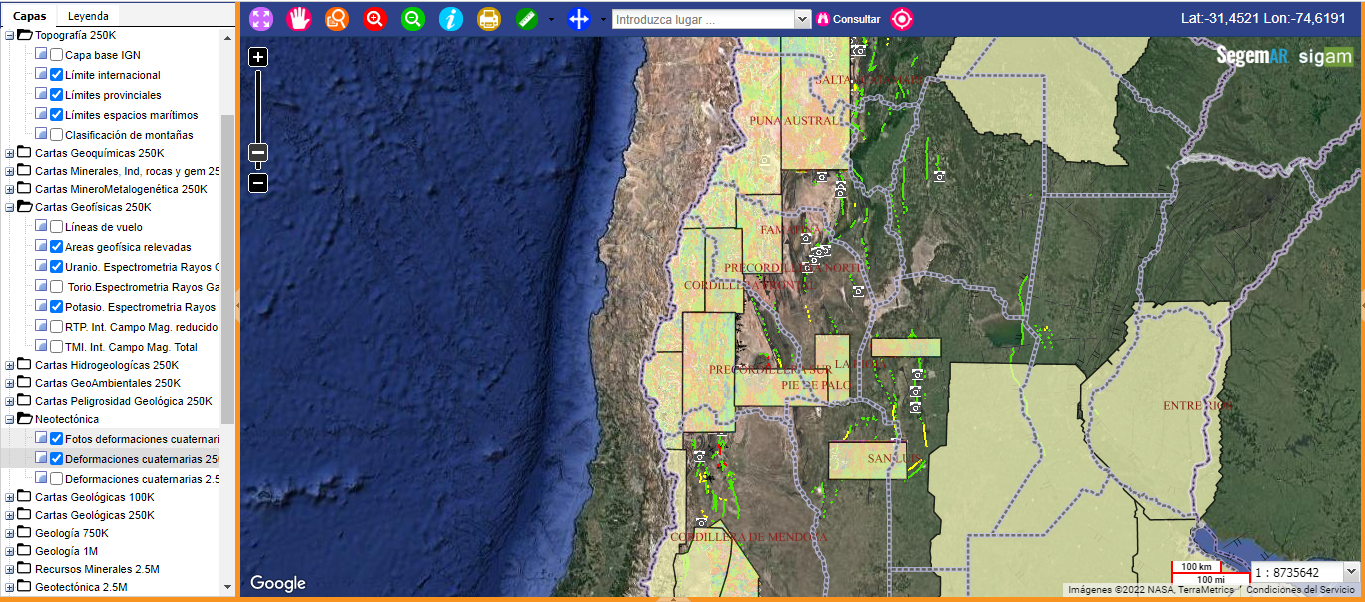 Capas
Leyenda
Topografía 250K
Capa base IGN
Límite internacional
Límites provinciales
Límites espacios marítimos
Clasificación de montañas
Cartas Geoquímicas 250K
Cartas Minerales, Ind, rocas y gem 25
Cartas MineroMetalogenética 250K
Cartas Geofísicas 250K
Líneas de vuelo
Areas geofísica relevadas
Uranio. Espectrometria Rayos G
Torio.Espectrometria Rayos Ga
Potasio. Espectrometria Rayos
RTP. Int. Campo Mag. reducido
TMI. Int. Campo Mag. Total
Cartas Hidrogeologícas 250K
Cartas GeoAmbientales 250K
Cartas Peligrosidad Geológica 250K
Neotectónica
Fotos deformaciones cuaternari
Deformaciones cuaternarias 250
Deformaciones cuaternarias 2.5
Cartas Geológicas 100K
Cartas Geológicas 250K
Geología 750K
Geología 1M
Recursos Minerales 2.5M
Geotectónica 2.5M
Introduzca lugar ...
Consultar
Lat:-31,4521 Lon:-74,6191
SegemAR sigam
PUNA AUSTRAL
FAMATINA
PRECORDILLERA NORTE
CORDILLERA FRONTAL
PRECORDILLERA SUR
PIE DE PALO
ENTRE RIOS
SAN LUIS
CORDILLERA DE MENDOZA
Google
100 km
100 mi
1 : 8735642
Imágenes ©2022 NASA, TerraMetrics
Condiciones del Servicio